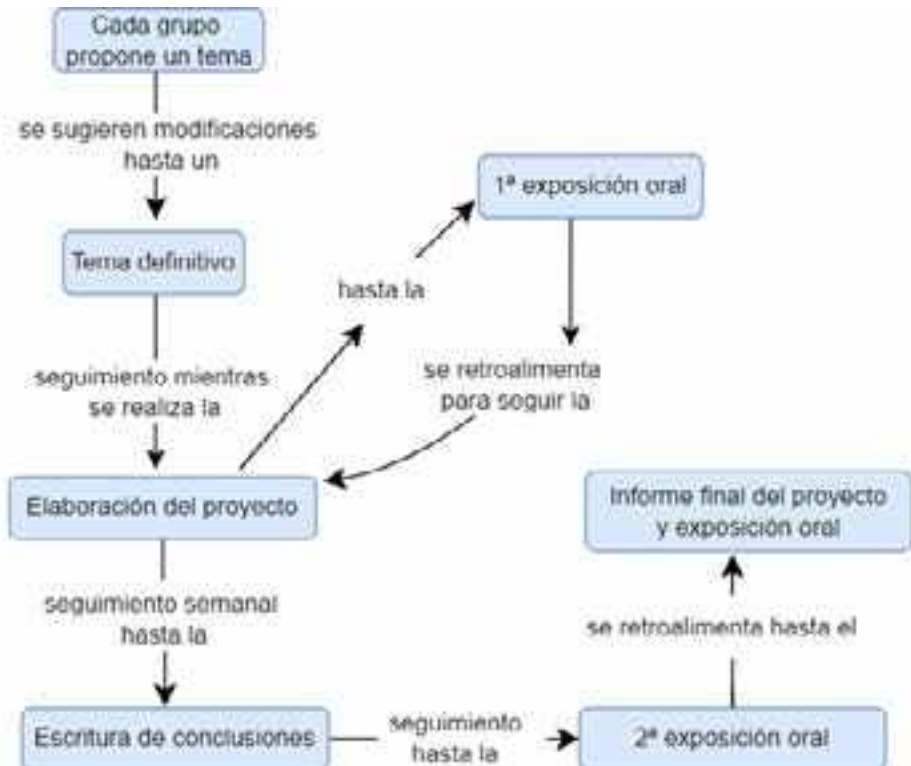 Cada grupo
propone un tema
se sugieren modificaciones
hasta un
Tema definitivo
seguimiento mientras
se realiza la
Elaboración del proyecto
hasta la
1ª exposición oral
se retroalimenta
para seguir la
seguimiento semanal
hasta la
Escritura de conclusiones
seguimiento
hasta la
2ª exposición oral
se retroalimenta hasta el
Informe final del proyecto
y exposición oral